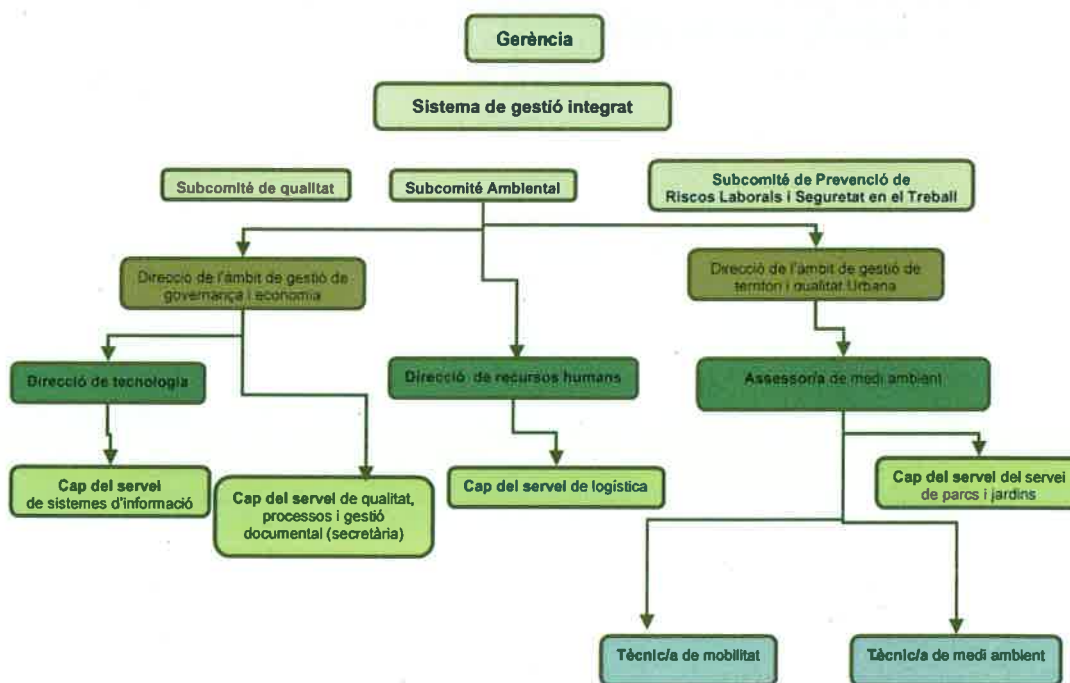 Gerència
Sistema de gestió integrat
Subcomité de qualitat
Subcomité Ambiental
Subcomité de Prevenció de
Riscos Laborals i Seguretat en el Treball
Direcció de l'àmbit de gestió de
governança i economia
Direcció de l'àmbit de gestió de
territori i qualitat Urbana
Direcció de tecnologia
Direcció de recursos humans
Assessor/a de medi ambient
Cap del servei
de sistemes d'informació
Cap del servei de qualitat,
processos i gestió
documental (secretària)
Cap del servei de logística
Cap del servei del servei
de parcs i jardins
Tècnic/a de mobilitat
Tècnic/a de medi ambient